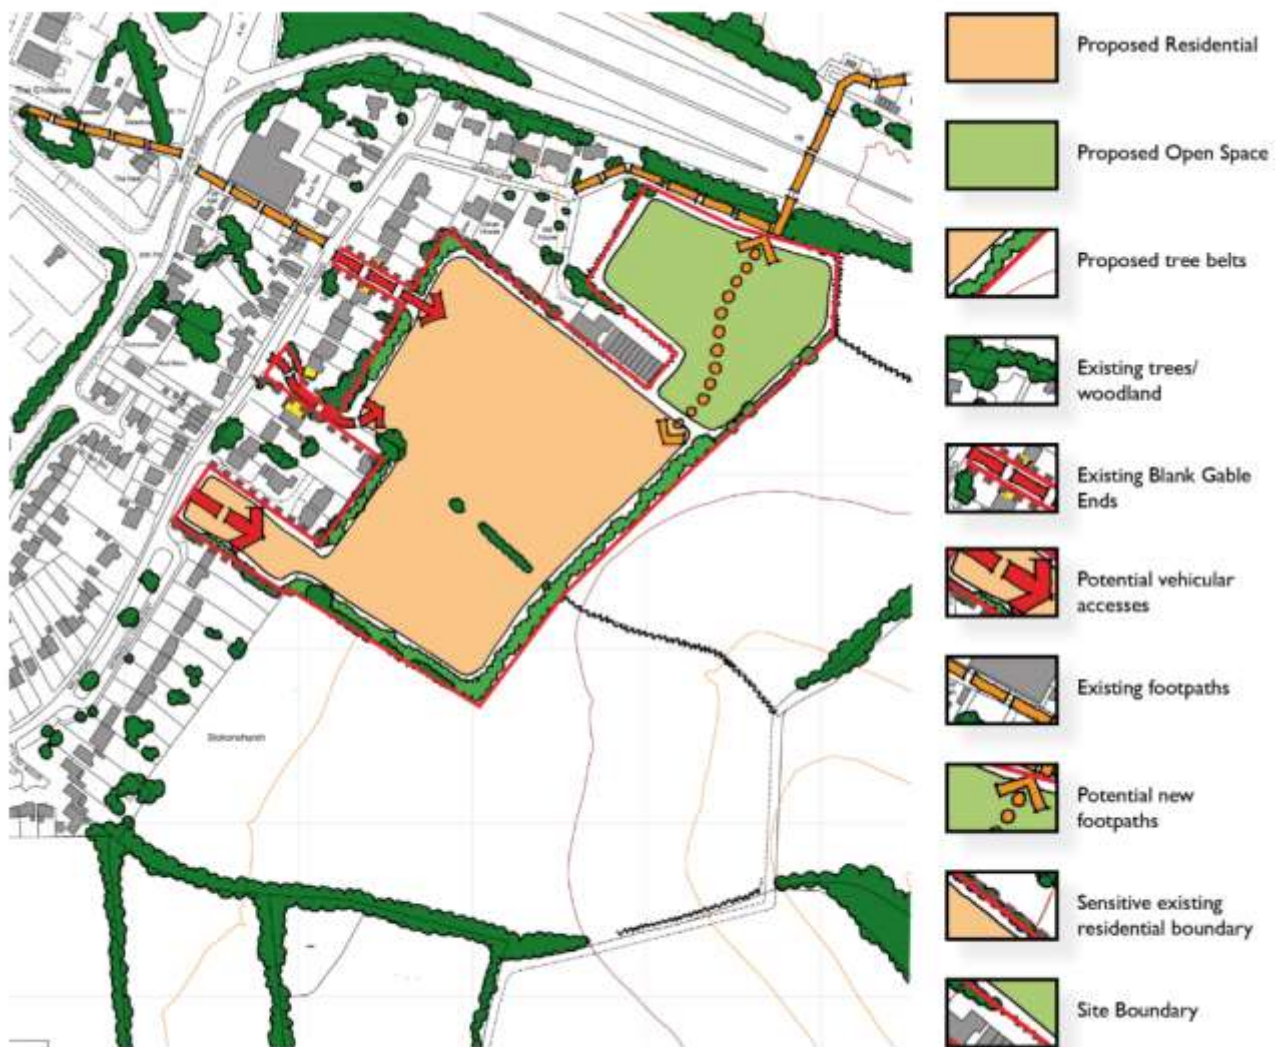 Proposed Residential
Proposed Open Space
Proposed tree belts
Existing trees/
woodland
Existing Blank Gable
Ends
Potential vehicular
accesses
Existing footpaths
Potential new
footpaths
Sensitive existing
residential boundary
Site Boundary
Stokenchurch